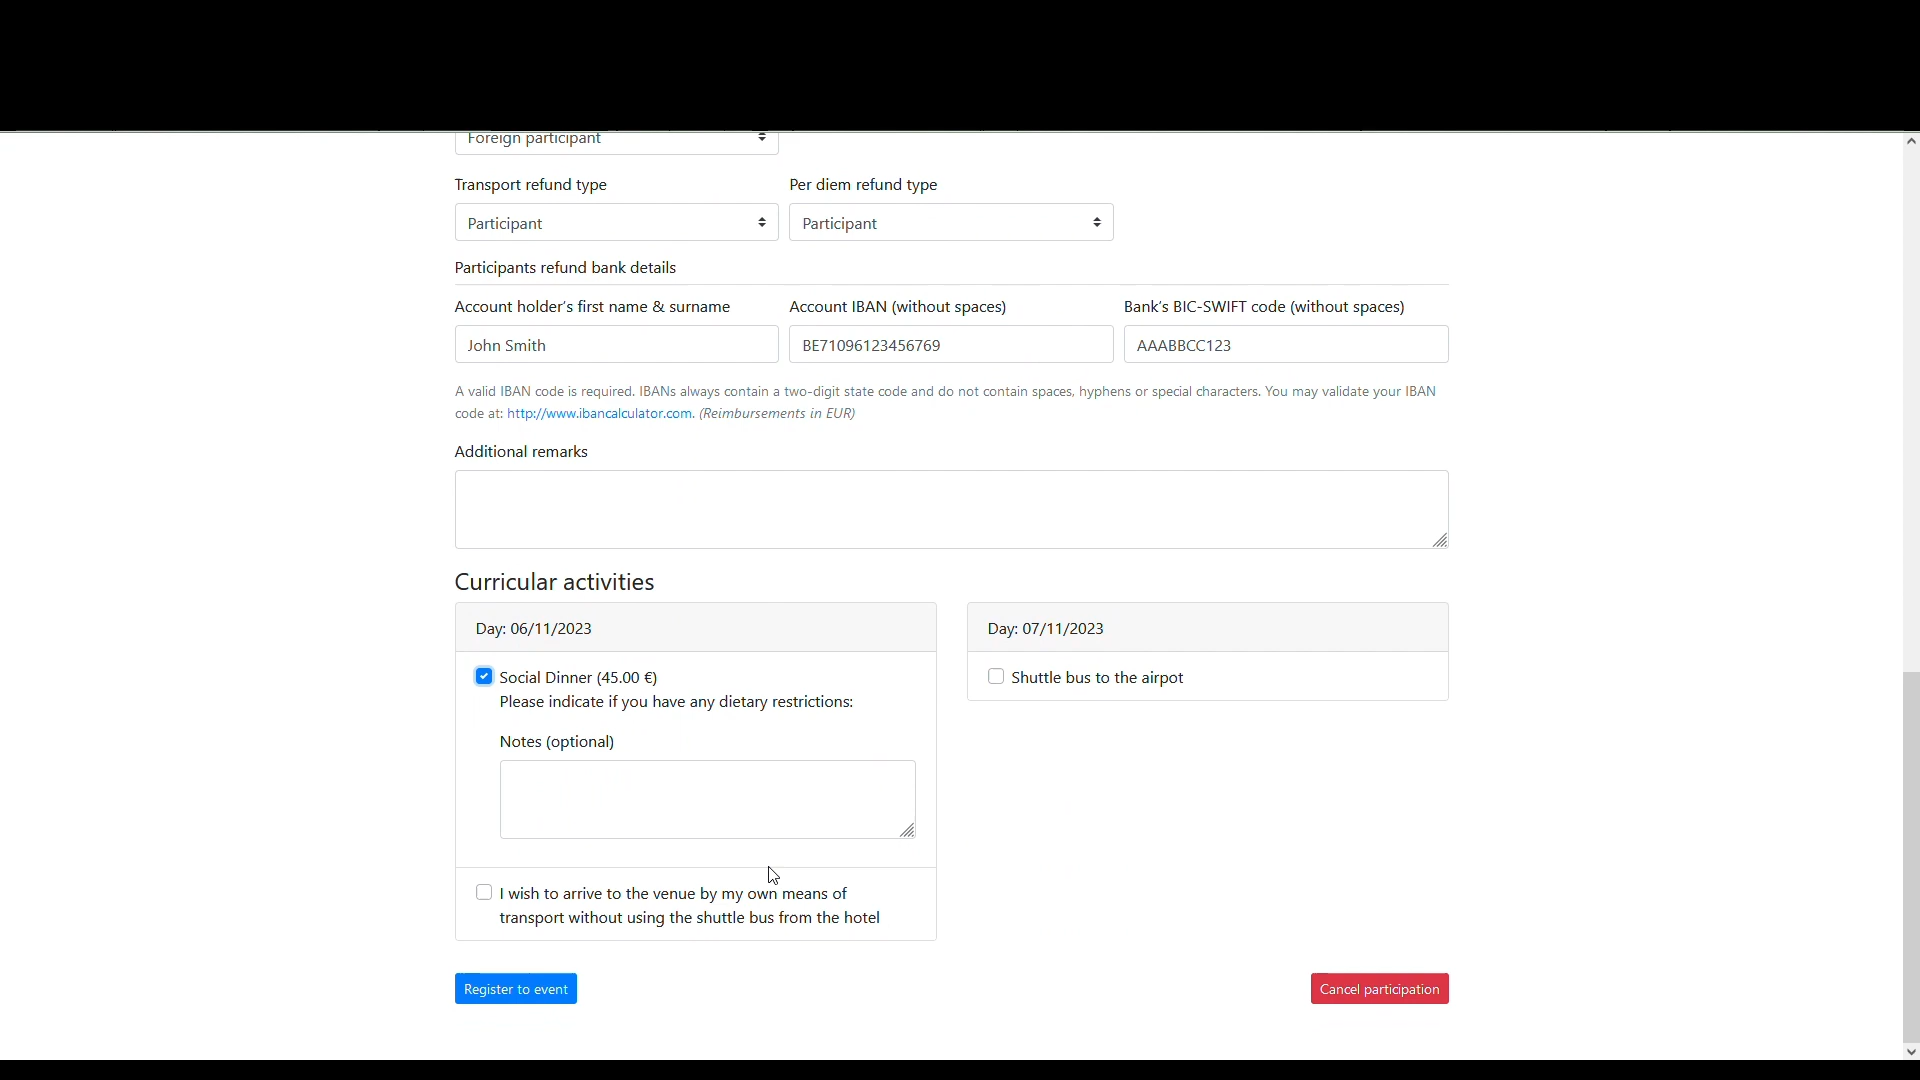 Foreign participant
Transport refund type
Per diem refund type
Participant
Participant
Participants refund bank details
Account holder's first name & surname
Account IBAN (without spaces)
Bank's BIC-SWIFT code (without spaces)
John Smith
BE71096123456769
AAABBCC123
A valid IBAN code is required. IBANs always contain a two-digit state code and do not contain spaces, hyphens or special characters. You may validate your IBAN
code at: http://www.ibancalculator.com. (Reimbursements in EUR)
Additional remarks
Curricular activities
Day: 06/11/2023
Social Dinner (45.00 €)
Please indicate if you have any dietary restrictions:
Notes (optional)
I wish to arrive to the venue by my own means of
transport without using the shuttle bus from the hotel
Day: 07/11/2023
Shuttle bus to the airpot
Register to event
Cancel participation